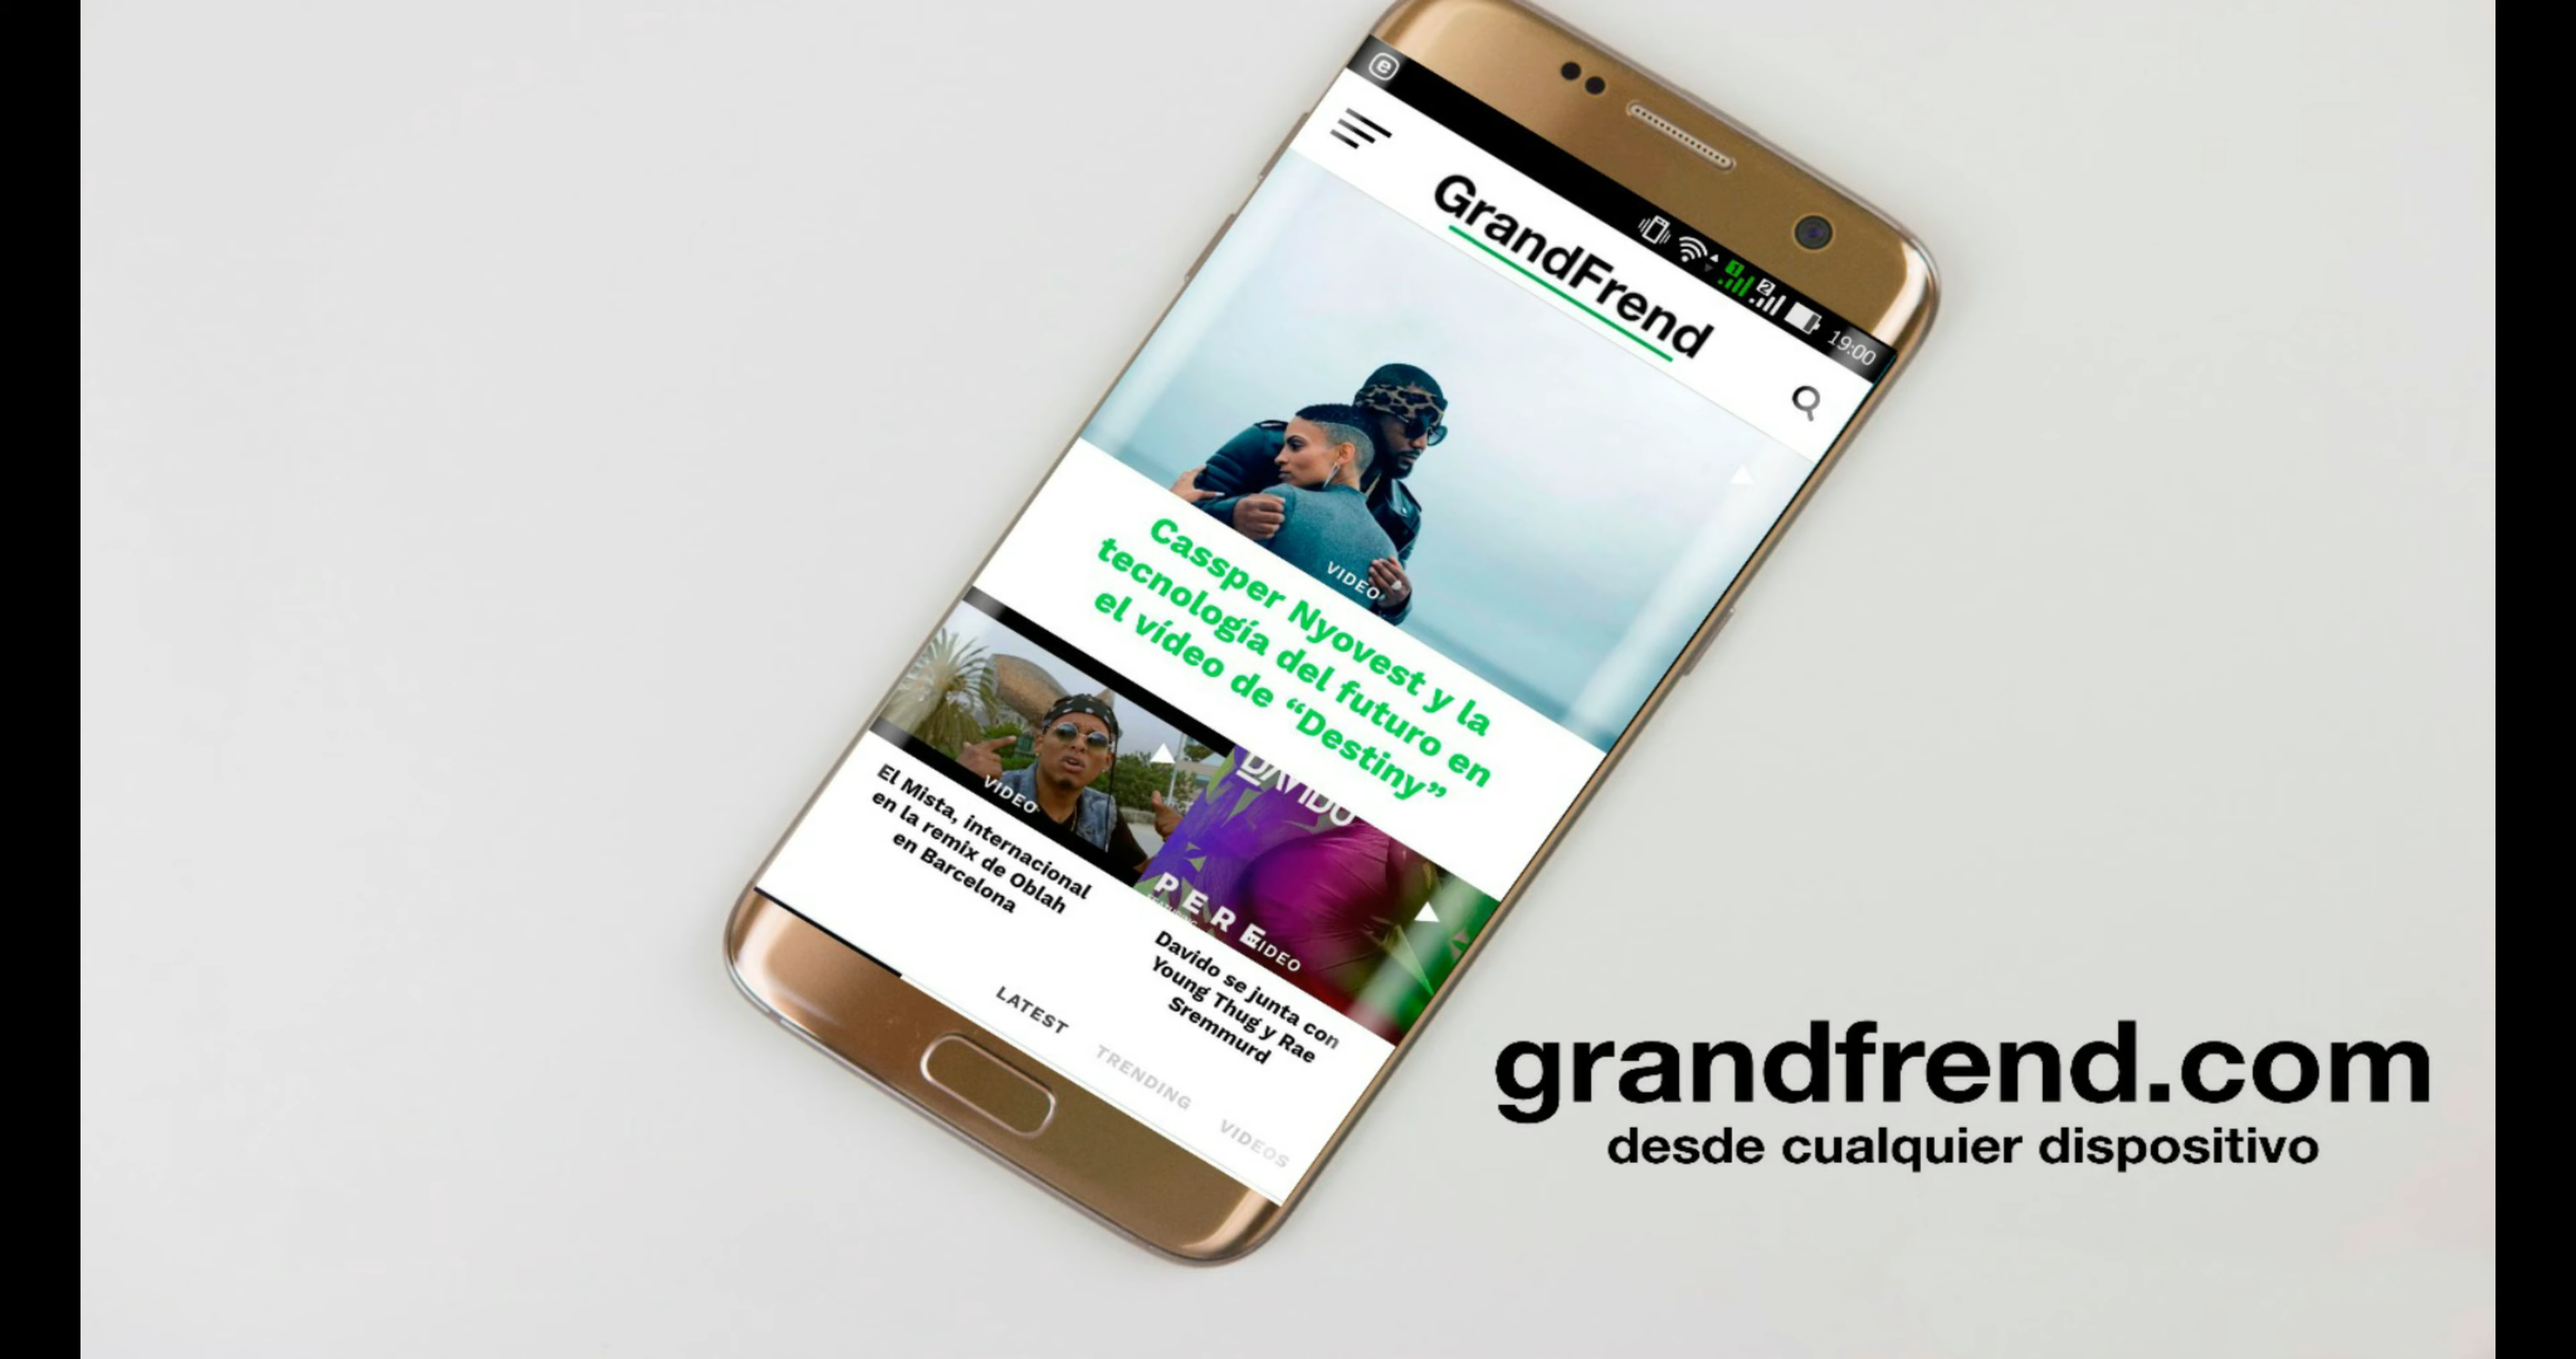 19:00
GrandFrend
VIDEO
Cassper Nyovest y la
tecnología del futuro en
el vídeo de “Destiny”
VIDEO
El Mista, internacional
en la remix de Oblah
en Barcelona
DAVIDO
PERE
VIDEO
Davido se junta con
Young Thug y Rae
Sremmurd
LATEST
TRENDING
VIDEOS
grandfrend.com
desde cualquier dispositivo